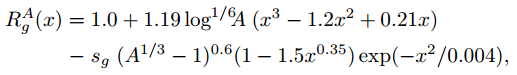 R_g^A(x) = 1.0 + 1.19 log^{1/6}A (x^3 − 1.2x^2 + 0.21x)
− s_g (A^{1/3} − 1)^{0.6}(1 − 1.5x^{0.35}) exp(−x^2/0.004),